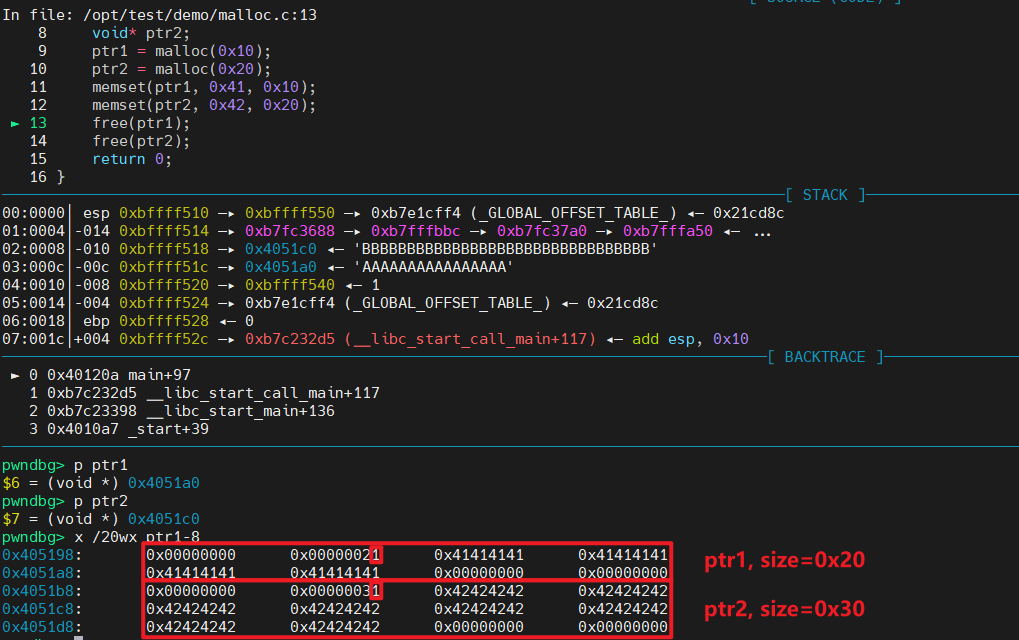 [ SOURCE (CODE) ]
In file: /opt/test/demo/malloc.c:13
8 void* ptr2;
9 ptr1 = malloc(0x10);
10 ptr2 = malloc(0x20);
11 memset(ptr1, 0x41, 0x10);
12 memset(ptr2, 0x42, 0x20);
► 13 free(ptr1);
14 free(ptr2);
15 return 0;
16 }
[ STACK ]
00:0000│ esp 0xbffff510 —▸ 0xbffff550 —▸ 0xb7e1cff4 (_GLOBAL_OFFSET_TABLE_) ◂— 0x21cd8c
01:0004│-014 0xbffff514 —▸ 0xb7fc3688 —▸ 0xb7fffbbc —▸ 0xb7fc37a0 —▸ 0xb7fffa50 ◂— ...
02:0008│-010 0xbffff518 —▸ 0x4051c0 ◂— 'BBBBBBBBBBBBBBBBBBBBBBBBBBBBBBBB'
03:000c│-00c 0xbffff51c —▸ 0x4051a0 ◂— 'AAAAAAAAAAAAAAAA'
04:0010│-008 0xbffff520 —▸ 0xbffff540 ◂— 1
05:0014│-004 0xbffff524 —▸ 0xb7e1cff4 (_GLOBAL_OFFSET_TABLE_) ◂— 0x21cd8c
06:0018│ ebp 0xbffff528 ◂— 0
07:001c│+004 0xbffff52c —▸ 0xb7c232d5 (__libc_start_call_main+117) ◂— add esp, 0x10
[ BACKTRACE ]
► 0 0x40120a main+97
1 0xb7c232d5 __libc_start_call_main+117
2 0xb7c23398 __libc_start_main+136
3 0x4010a7 _start+39
pwndbg> p ptr1
$6 = (void *) 0x4051a0
pwndbg> p ptr2
$7 = (void *) 0x4051c0
pwndbg> x /20wx ptr1-8
0x405198: 0x00000000 0x00000021 0x41414141 0x41414141
0x4051a8: 0x41414141 0x41414141 0x00000000 0x00000000
ptr1, size=0x20
0x4051b8: 0x00000000 0x00000031 0x42424242 0x42424242
0x4051c8: 0x42424242 0x42424242 0x42424242 0x42424242
0x4051d8: 0x42424242 0x42424242 0x00000000 0x00000000
ptr2, size=0x30